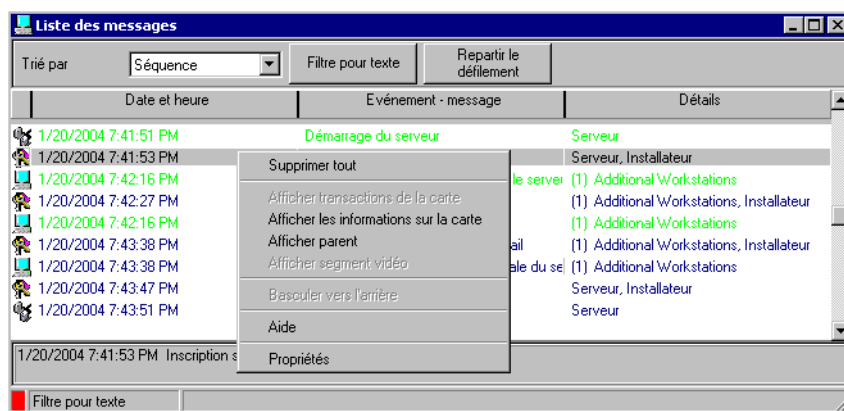 Liste des messages
Trié par
Séquence
Filtre pour texte
Repartir le
défilement
Date et heure
Evénement - message
Détails
1/20/2004 7:41:51 PM Démarrage du serveur Serveur
1/20/2004 7:41:53 PM Serveur, Installateur
1/20/2004 7:42:16 PM le server (1) Additional Workstations
1/20/2004 7:42:27 PM (1) Additional Workstations, Installateur
1/20/2004 7:42:16 PM (1) Additional Workstations
1/20/2004 7:43:38 PM ail (1) Additional Workstations, Installateur
1/20/2004 7:43:38 PM ale du se (1) Additional Workstations
1/20/2004 7:43:47 PM Serveur, Installateur
1/20/2004 7:43:51 PM Serveur
Supprimer tout
Afficher transactions de la carte
Afficher les informations sur la carte
Afficher parent
Afficher segment vidéo
Basculer vers l'arrière
Aide
Propriétés
1/20/2004 7:41:53 PM Inscription s
Filtre pour texte